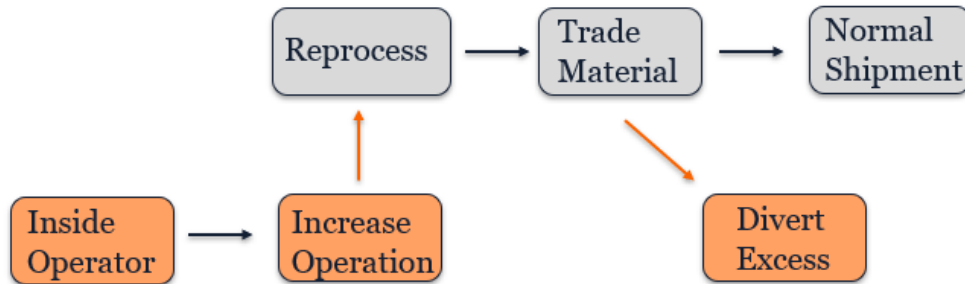 Reprocess
Trade
Material
Normal
Shipment
Inside
Operator
Increase
Operation
Divert
Excess